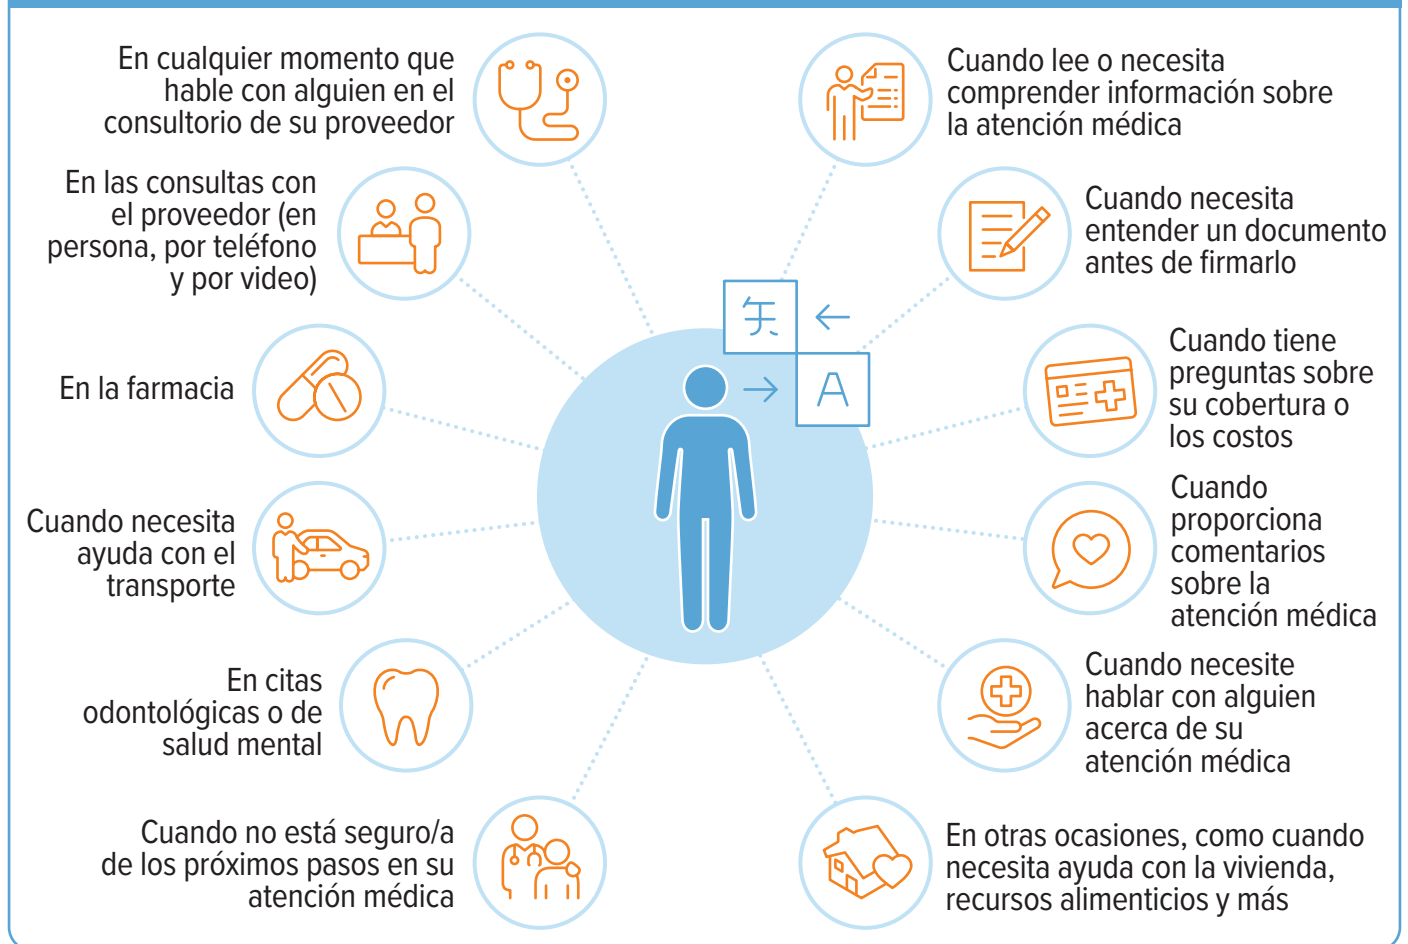 En cualquier momento que
hable con alguien en el
consultorio de su proveedor
En las consultas con
el proveedor (en
persona, por teléfono
y por video)
En la farmacia
Cuando necesita
ayuda con el
transporte
En citas
odontológicas o de
salud mental
Cuando no está seguro/a
de los próximos pasos en su
atención médica
Cuando lee o necesita
comprender información sobre
la atención médica
Cuando necesita
entender un documento
antes de firmarlo
Cuando tiene
preguntas sobre
su cobertura o
los costos
Cuando
proporciona
comentarios
sobre la
atención médica
Cuando necesite
hablar con alguien
acerca de su
atención médica
En otras ocasiones, como cuando
necesita ayuda con la vivienda,
recursos alimenticios y más
A